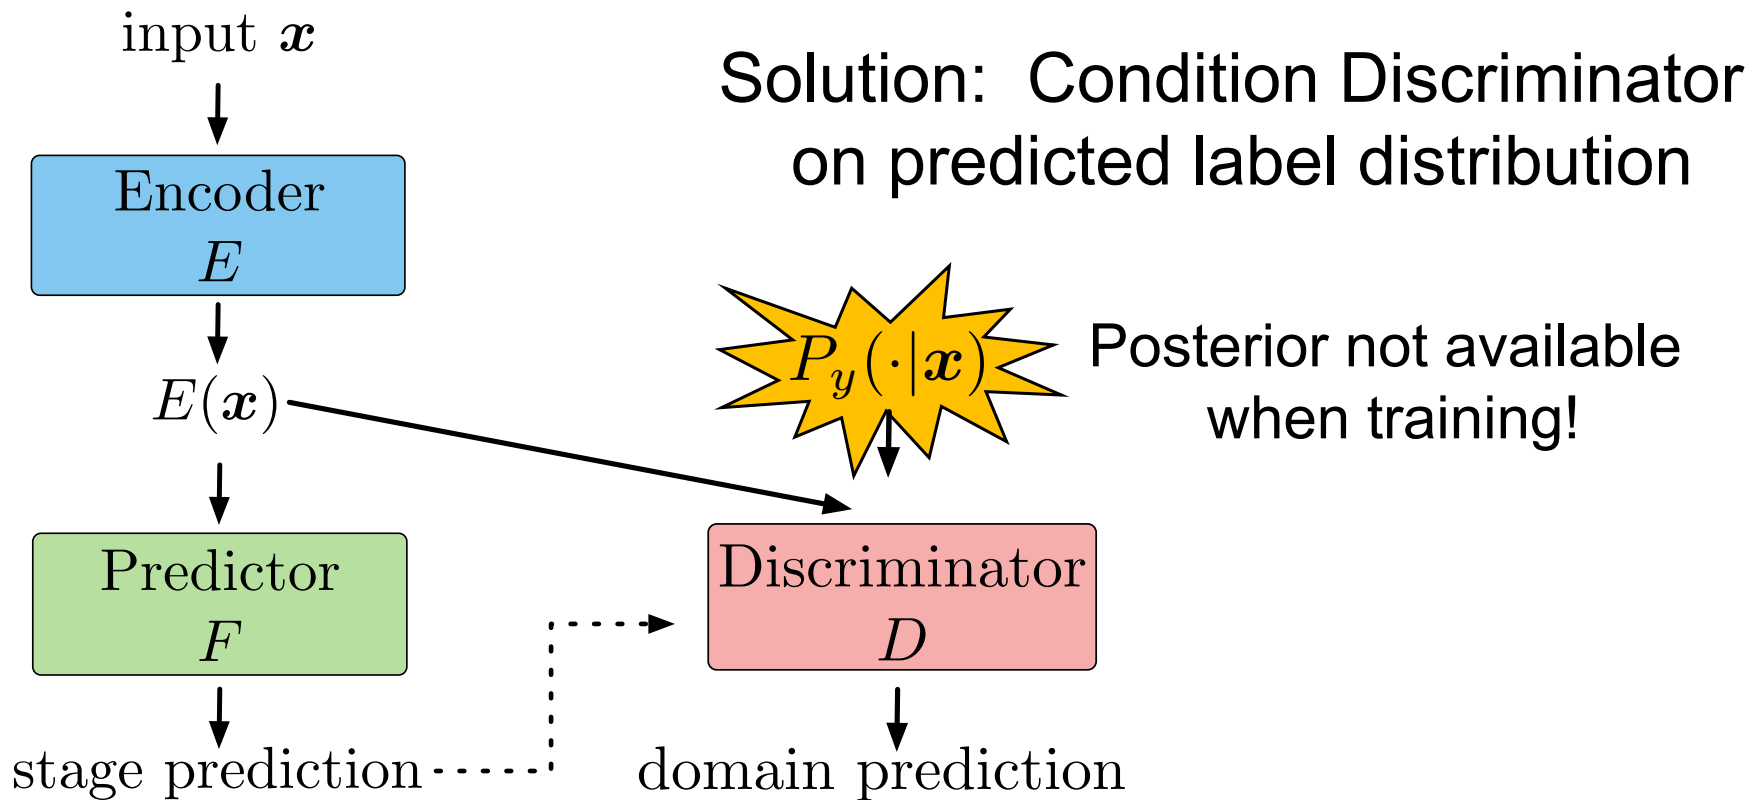 input x
Solution: Condition Discriminator
on predicted label distribution
Encoder
E
P_y(·|x)
Posterior not available
when training!
E(x)
Predictor
F
Discriminator
D
stage prediction
domain prediction